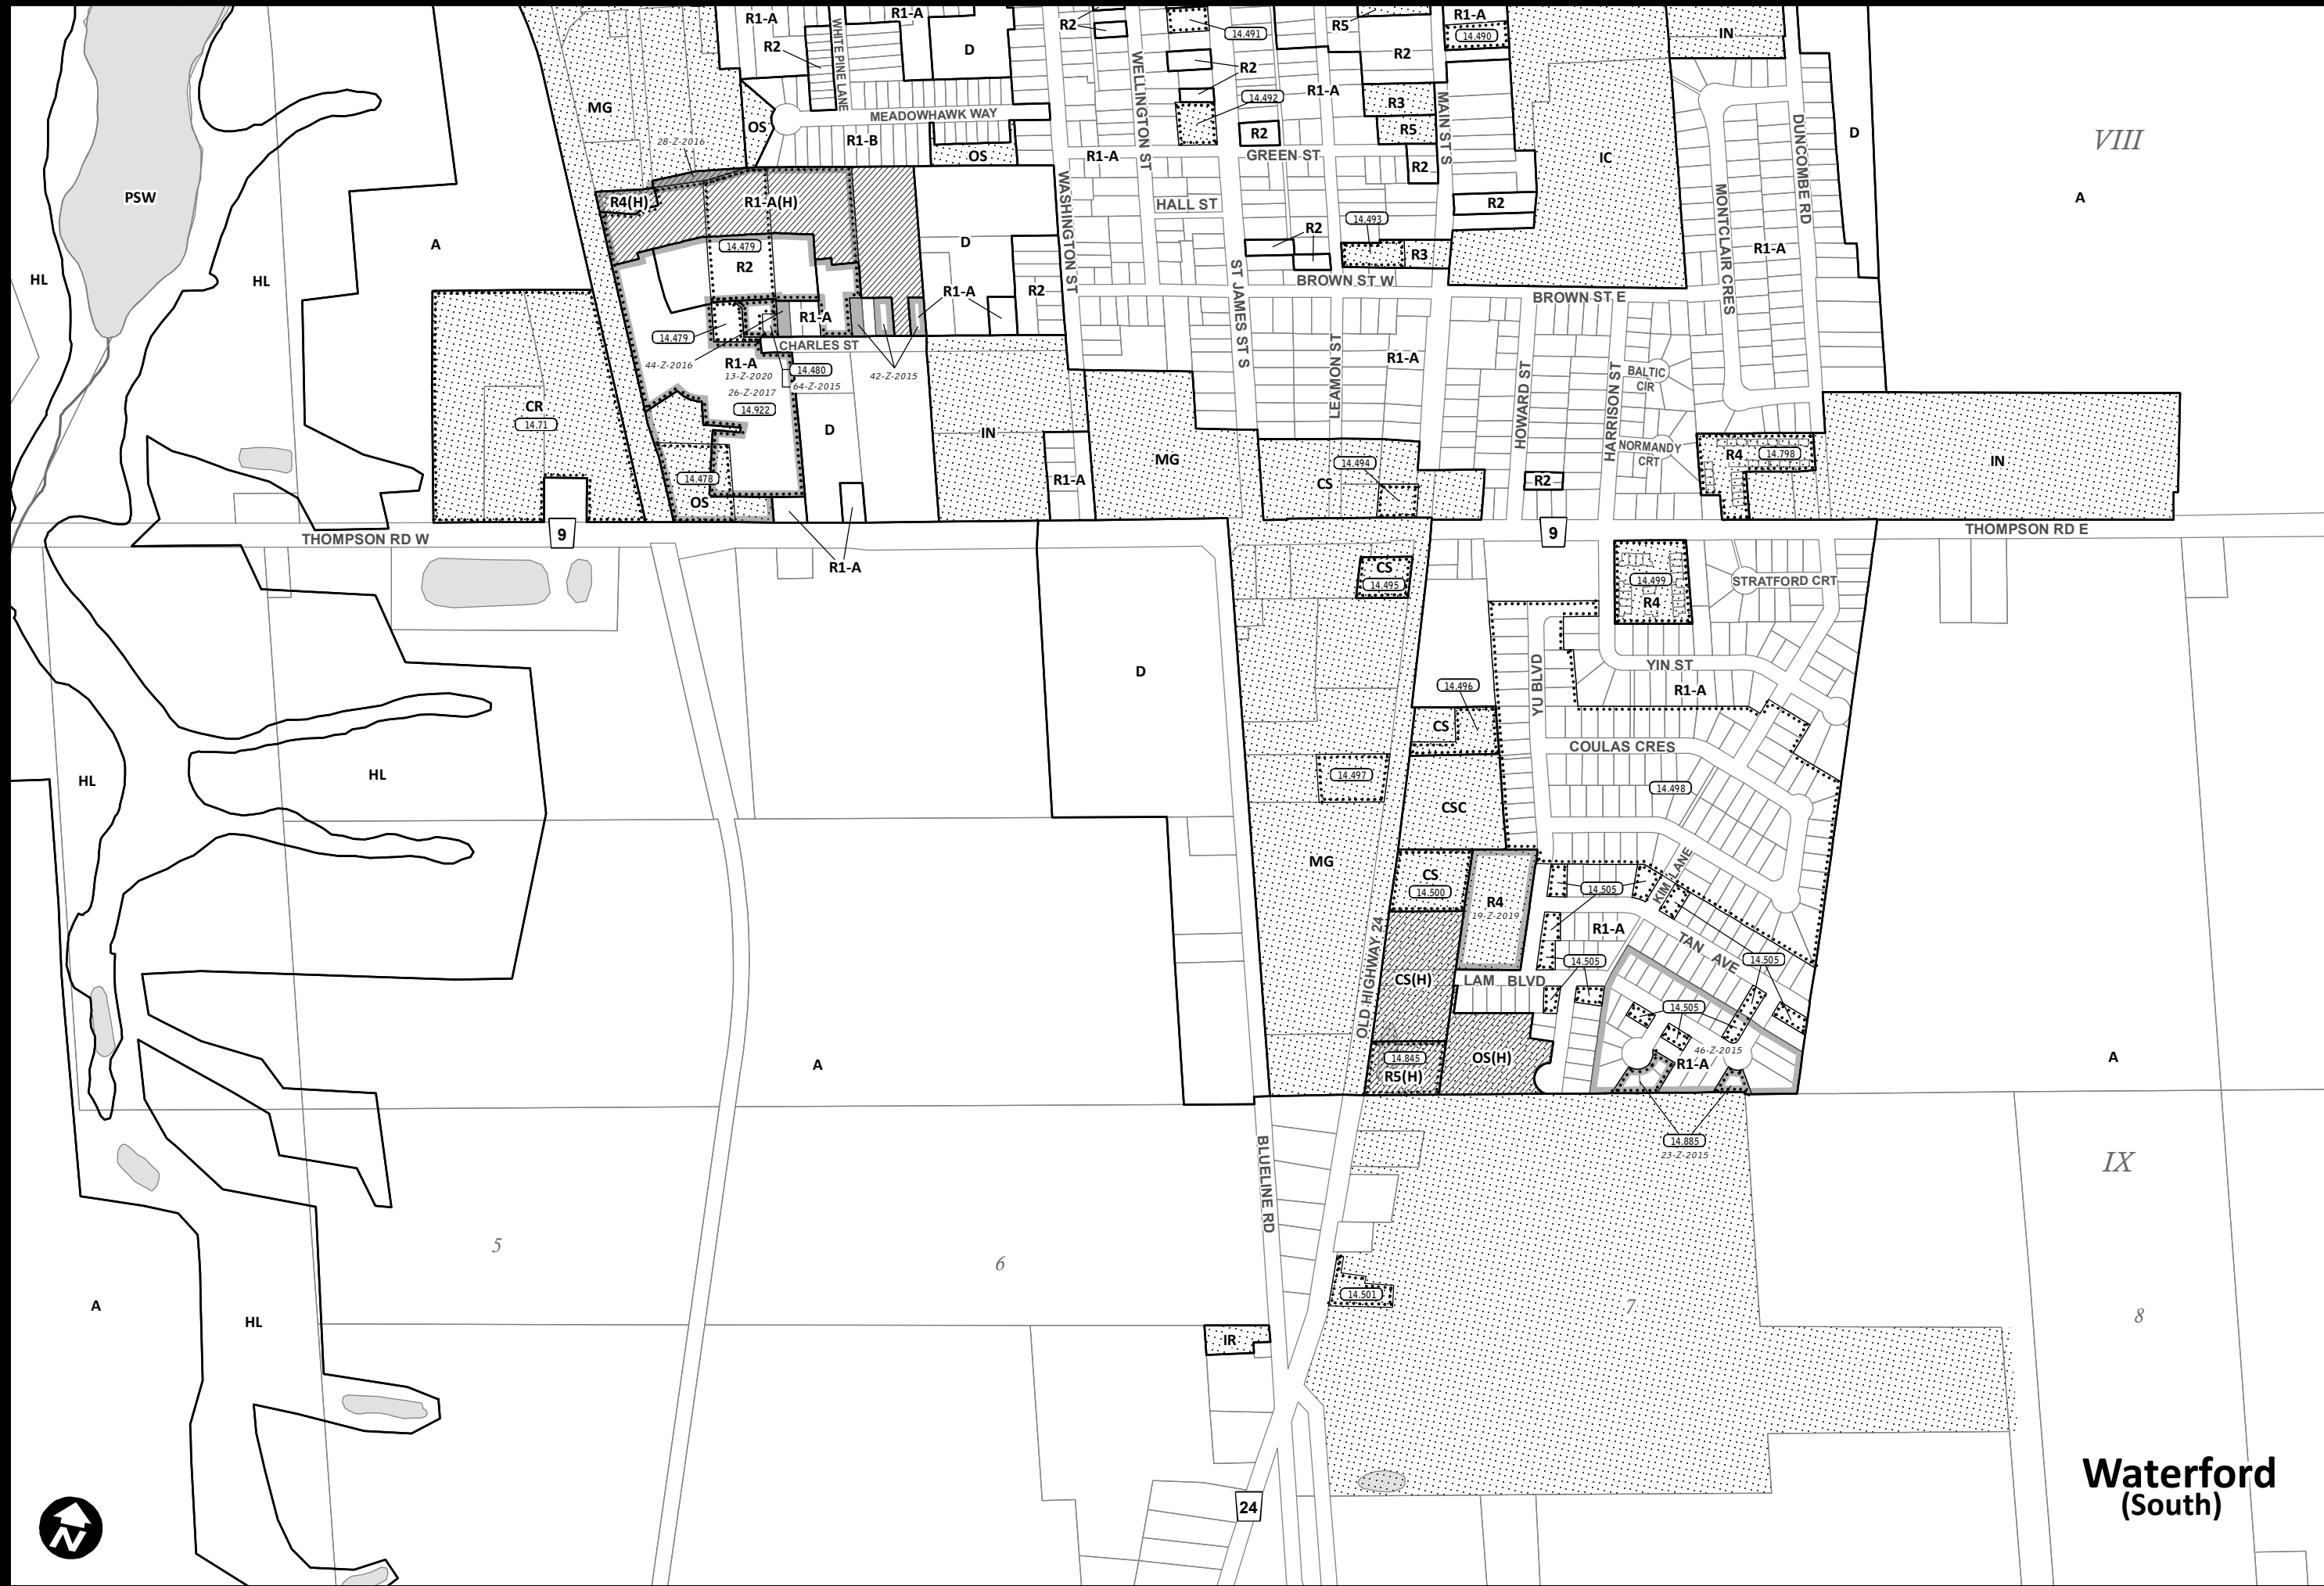 R1-A
R1-A
R2
R5
R1-A
14.490
IN
R2
WHITE PINE LANE
D
14.491
R2
R2
WELLINGTON ST
MG
OS
MEADOWHAWK WAY
R1-B
OS
14.492
R1-A
R3
R5
MAIN ST S
R2
R1-A
GREEN ST
R2
IC
DUNCOMBE RD
D
VIII
A
28-Z-2016
PSW
A
HL
HL
R4(H)
R1-A(H)
WASHINGTON ST
HALL ST
14.493
R2
R3
R2
MONTCLAIR CRES
R1-A
14.479
R2
D
R1-A
R2
ST JAMES ST S
BROWN ST W
BROWN ST E
14.479
R1-A
CHARLES ST
44-Z-2016
R1-A
13-Z-2020
14.480
64-Z-2015
42-Z-2015
26-Z-2017
14.922
LEAMON ST
R1-A
HOWARD ST
HARRISON ST
BALTIC
CIR
CR
14.71
D
IN
R1-A
MG
14.494
CS
R2
NORMANDY
CRT
R4
14.798
IN
14.478
OS
THOMPSON RD W
9
9
THOMPSON RD E
R1-A
CS
14.495
14.499
R4
STRATFORD CRT
D
YU BLVD
YIN ST
R1-A
14.496
CS
COULAS CRES
HL
HL
14.497
14.498
CSC
MG
CS
14.500
R4
19-Z-2019
14.505
KIM LANE
R1-A
TAN AVE
OLD HIGHWAY 24
CS(H)
14.505
14.505
LAM BLVD
14.505
14.845
R5(H)
OS(H)
46-Z-2015
R1-A
A
A
14.885
23-Z-2015
IX
BLUELINE RD
5
6
14.501
7
8
A
HL
IR
24
N
Waterford
(South)